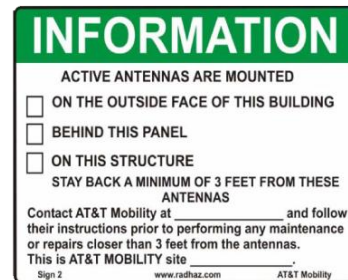 INFORMATION
ACTIVE ANTENNAS ARE MOUNTED
ON THE OUTSIDE FACE OF THIS BUILDING
BEHIND THIS PANEL
ON THIS STRUCTURE
STAY BACK A MINIMUM OF 3 FEET FROM THESE
ANTENNAS
Contact AT&T Mobility at _______________ and follow
their instructions prior to performing any maintenance
or repairs closer than 3 feet from the antennas.
This is AT&T MOBILITY site ___________.
Sign 2 www.radhaz.com AT&T Mobility